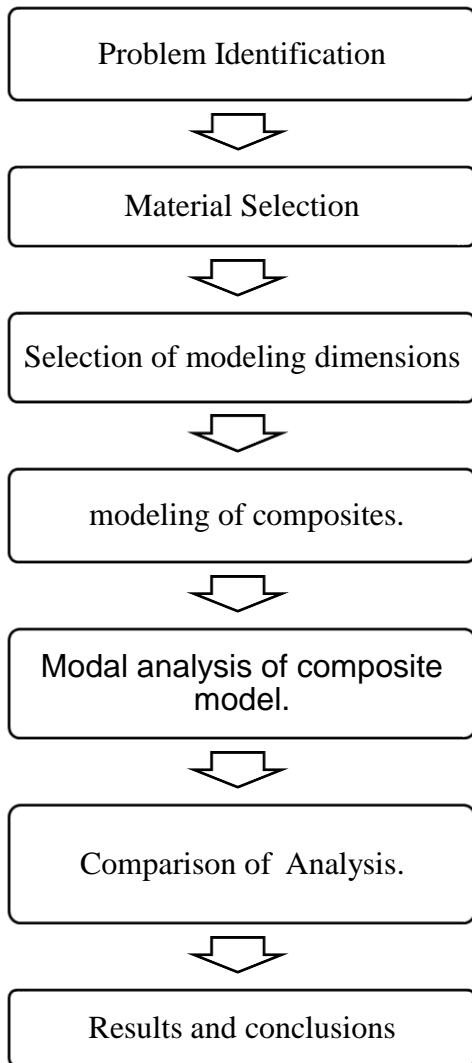 Problem Identification
Material Selection
Selection of modeling dimensions
modeling of composites.
Modal analysis of composite
model.
Comparison of Analysis.
Results and conclusions